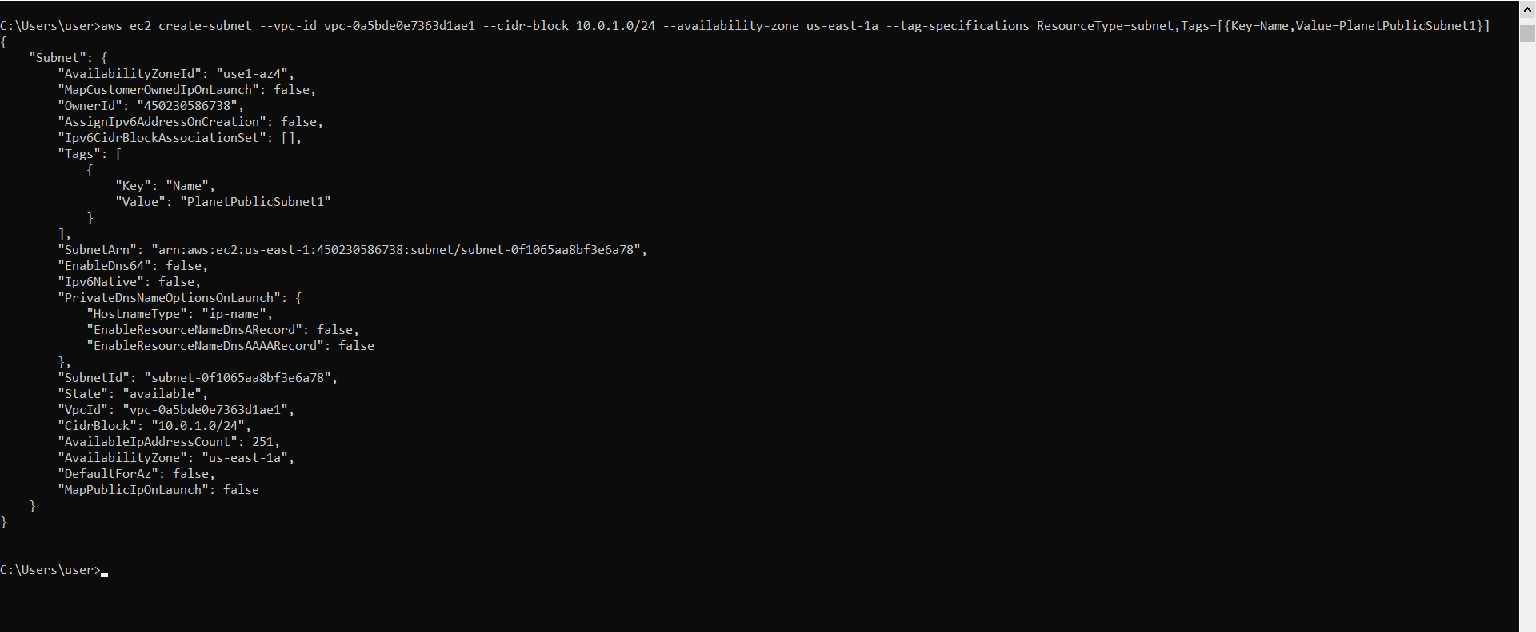 C:\Users\user>aws ec2 create-subnet --vpc-id vpc-0a5bde0e7363d1ae1 --cidr-block 10.0.1.0/24 --availability-zone us-east-1a --tag-specifications ResourceType=subnet,Tags=[{Key=Name,Value=PlanetPublicSubnet1}]
{
    "Subnet": {
        "AvailabilityZoneId": "use1-az4",
        "MapCustomerOwnedIpOnLaunch": false,
        "OwnerId": "450230586738",
        "AssignIpv6AddressOnCreation": false,
        "Ipv6CidrBlockAssociationSet": [],
        "Tags": [
            {
                "Key": "Name",
                "Value": "PlanetPublicSubnet1"
            }
        ],
        "SubnetArn": "arn:aws:ec2:us-east-1:450230586738:subnet/subnet-0f1065aa8bf3e6a78",
        "EnableDns64": false,
        "Ipv6Native": false,
        "PrivateDnsNameOptionsOnLaunch": {
            "HostnameType": "ip-name",
            "EnableResourceNameDnsARecord": false,
            "EnableResourceNameDnsAAAARecord": false
        },
        "SubnetId": "subnet-0f1065aa8bf3e6a78",
        "State": "available",
        "VpcId": "vpc-0a5bde0e7363d1ae1",
        "CidrBlock": "10.0.1.0/24",
        "AvailableIpAddressCount": 251,
        "AvailabilityZone": "us-east-1a",
        "DefaultForAz": false,
        "MapPublicIpOnLaunch": false
    }
}
C:\Users\user>